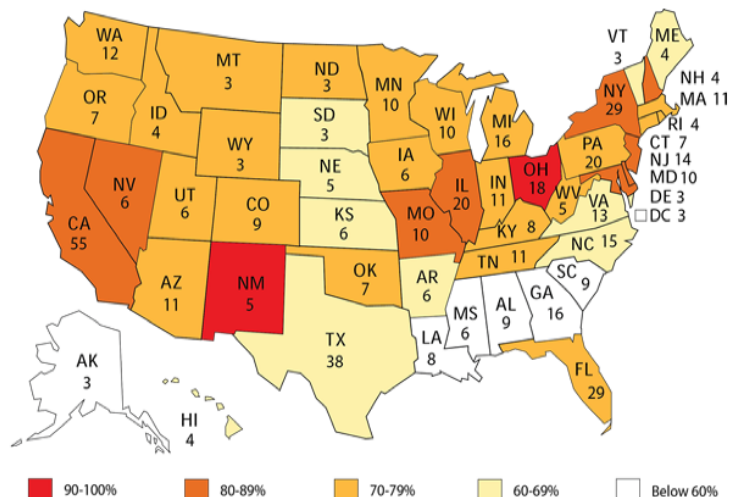 WA
12
MT
3
ND
3
MN
10
VT
3
ME
4
OR
7
ID
4
SD
3
WI
10
MI
16
NY
29
NH 4
MA 11
RI 4
CT 7
NJ 14
MD 10
DE 3
DC 3
WY
3
IA
6
PA
20
NV
6
UT
6
CO
9
NE
5
IL
20
IN
11
OH
18
WV
5
VA
13
CA
55
KS
6
MO
10
KY 8
NC 15
AZ
11
NM
5
OK
7
AR
6
TN 11
SC
9
TX
38
LA
8
MS
6
AL
9
GA
16
AK
3
HI
4
FL
29
90-100%
80-89%
70-79%
60-69%
Below 60%